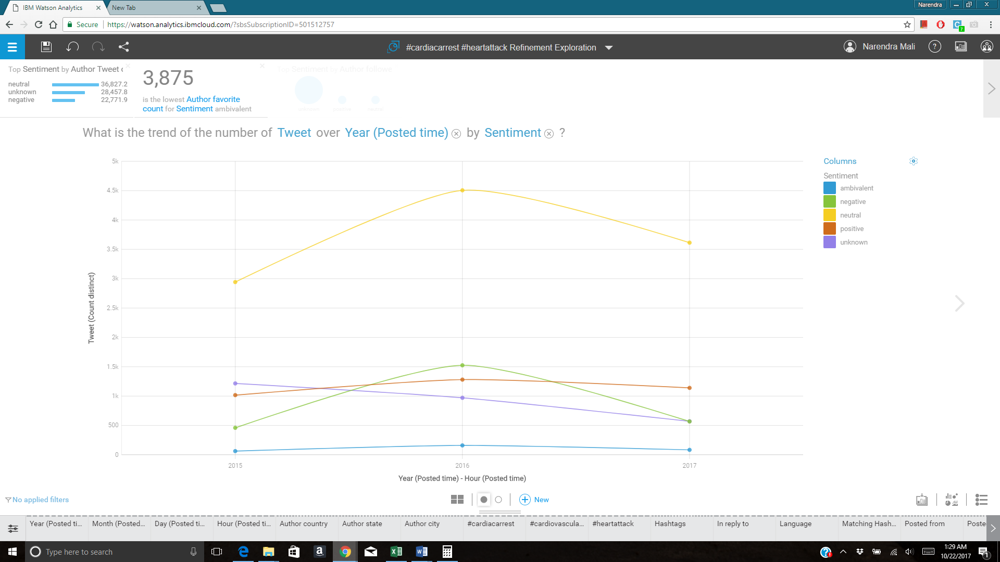 IBM Watson Analytics
New Tab
Narendra
Secure
https://watson.analytics.ibmcloud.com/?sbsSubscriptionID=501512757
7
#cardiacarrest #heartattack Refinement Exploration
Narendra Mali
?
Top Sentiment by Author Tweet c
neutral 36,827.2
unknown 28,457.8
negative 22,771.9
3,875
is the lowest Author favorite
count for Sentiment ambivalent
Top Sentiment by Author followe
unknown positive neutral
What is the trend of the number of Tweet over Year (Posted time) by Sentiment ?
5k
4.5k
4k
3.5k
3k
2.5k
2k
1.5k
1k
500
0
Tweet (Count distinct)
2015 2016 2017
Year (Posted time) - Hour (Posted time)
Columns
Sentiment
ambivalent
negative
neutral
positive
unknown
No applied filters
New
Year (Posted ti...
Month (Posted...
Day (Posted ti...
Hour (Posted ti...
Author country
Author state
Author city
#cardiacarrest
#cardiovascula...
#heartattack
Hashtags
In reply to
Language
Matching Hash...
Posted from
Poste
Type here to search
1:29 AM
10/22/2017
1